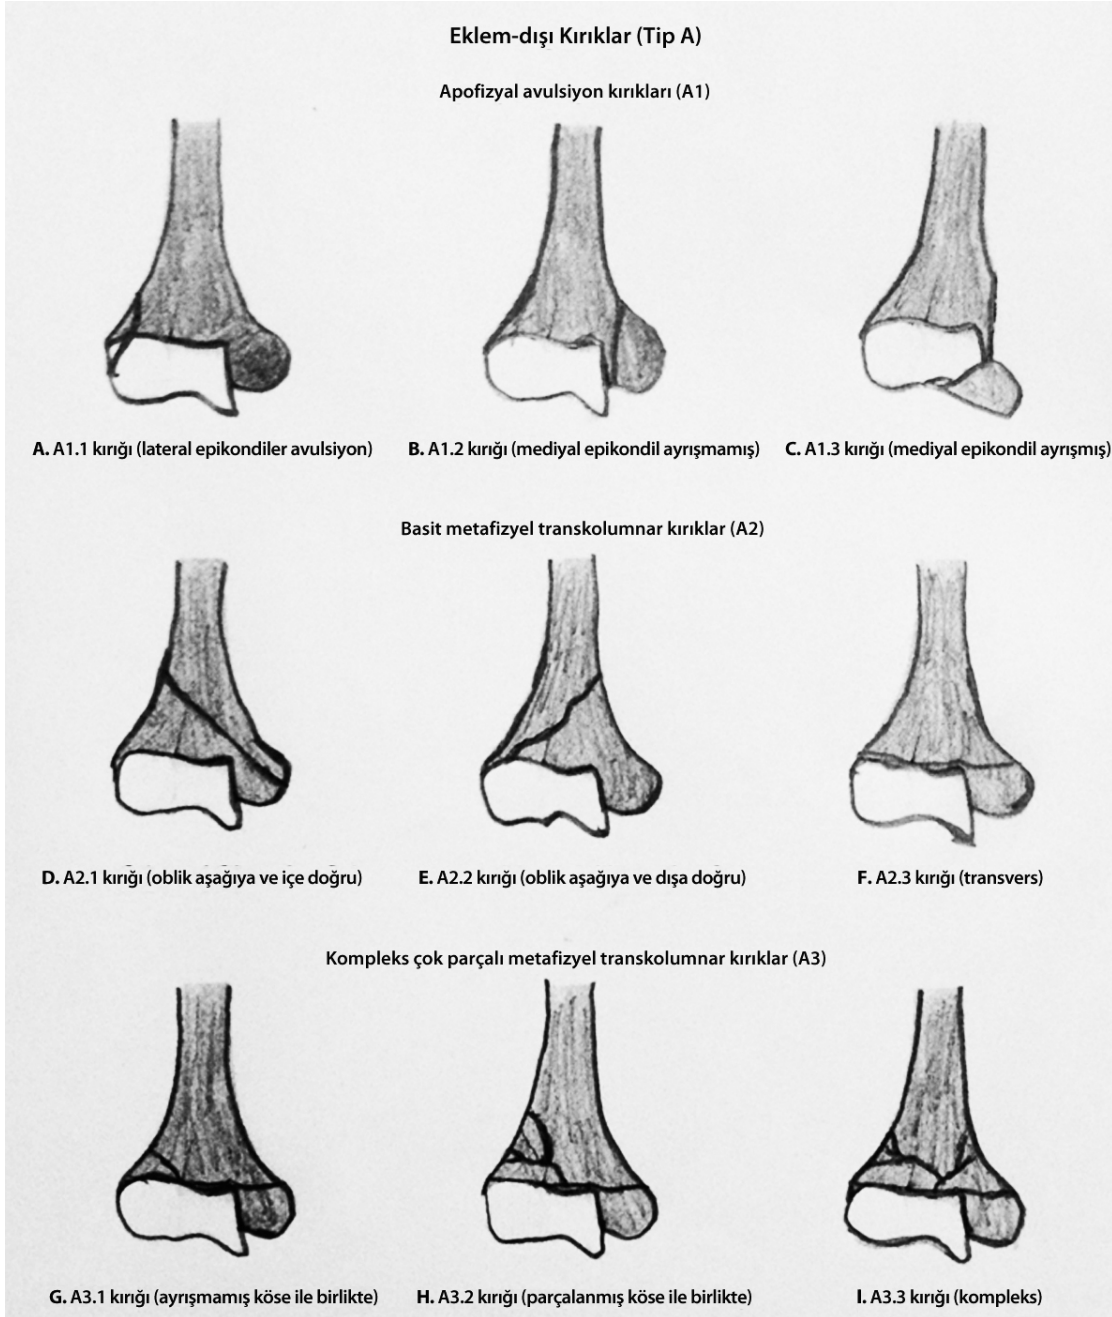 Eklem-dışı Kırıklar (Tip A)
Apofizyal avulsiyon kırıkları (A1)
A. A1.1 kırığı (lateral epikondiler avulsiyon)
B. A1.2 kırığı (mediyal epikondil ayrışmamış)
C. A1.3 kırığı (mediyal epikondil ayrışmış)
Basit metafizyel transkolumnar kırıklar (A2)
D. A2.1 kırığı (oblik aşağıya ve içe doğru)
E. A2.2 kırığı (oblik aşağıya ve dışa doğru)
F. A2.3 kırığı (transvers)
Kompleks çok parçalı metafizyel transkolumnar kırıklar (A3)
G. A3.1 kırığı (ayrışmamış köse ile birlikte)
H. A3.2 kırığı (parçalanmış köse ile birlikte)
I. A3.3 kırığı (kompleks)